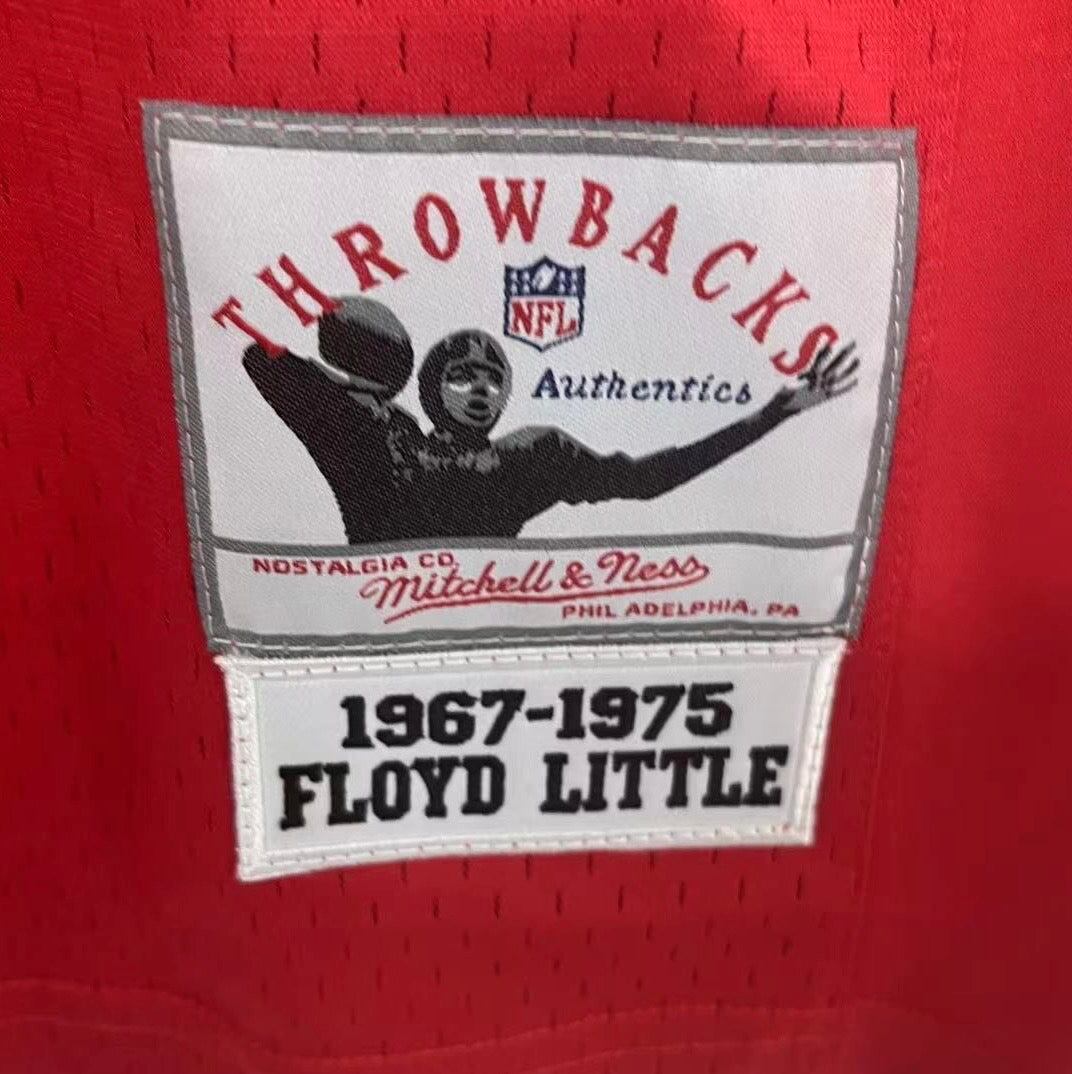 THROWBACKS
NFL
Authentics
NOSTALGIA CO.
Mitchell & Ness
PHILADELPHIA, PA
1967-1975
FLOYD LITTLE